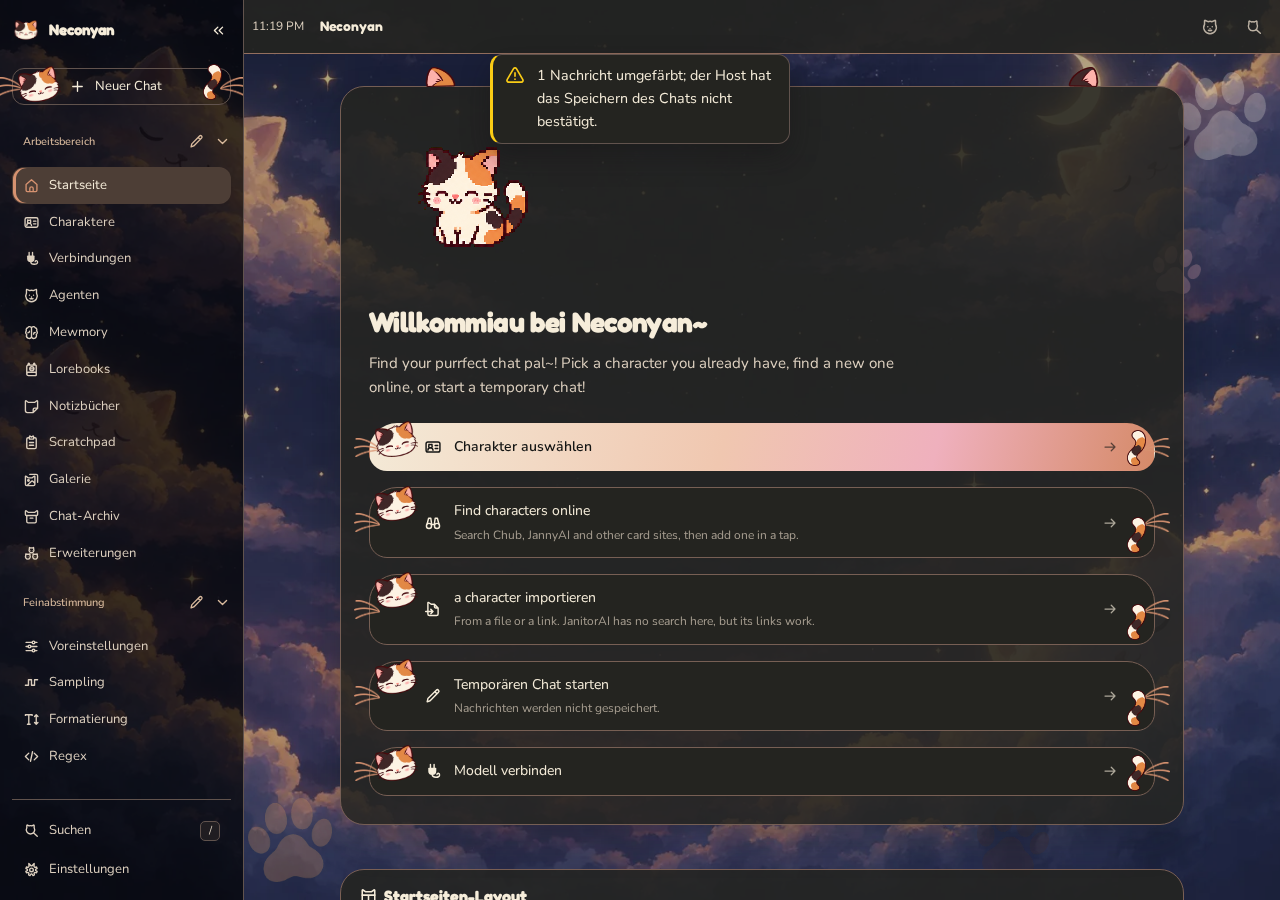 Neconyan
11:19 PM
Neconyan
1 Nachricht umgefärbt; der Host hat
das Speichern des Chats nicht
bestätigt.
Neuer Chat
Arbeitsbereich
Startseite
Charaktere
Verbindungen
Agenten
Mewmory
Lorebooks
Notizbücher
Scratchpad
Galerie
Chat-Archiv
Erweiterungen
Feinabstimmung
Voreinstellungen
Sampling
Formatierung
Regex
Suchen
/
Einstellungen
Willkommiau bei Neconyan~
Find your purrfect chat pal~! Pick a character you already have, find a new one
online, or start a temporary chat!
Charakter auswählen
Find characters online
Search Chub, JannyAI and other card sites, then add one in a tap.
a character importieren
From a file or a link. JanitorAI has no search here, but its links work.
Temporären Chat starten
Nachrichten werden nicht gespeichert.
Modell verbinden
Startseiten-Layout